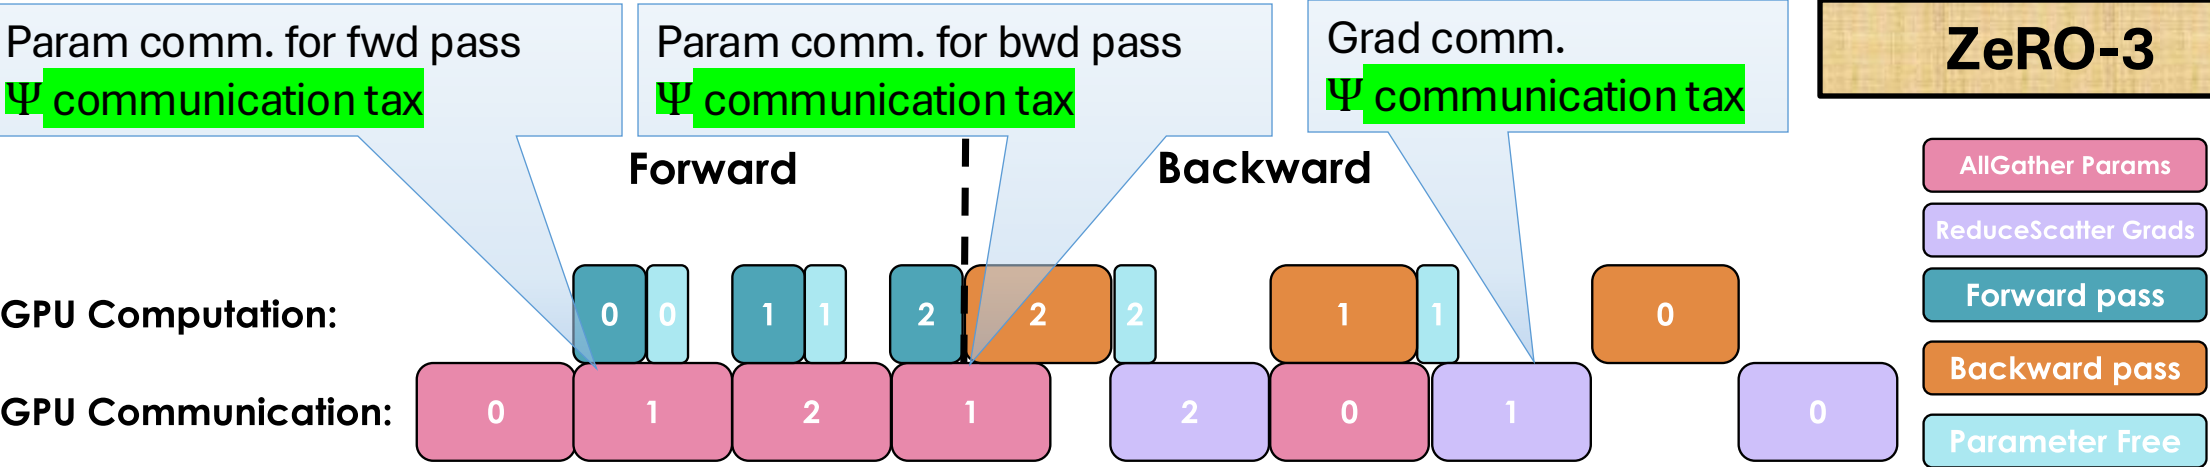 Param comm. for fwd pass
Ψ communication tax
Param comm. for bwd pass
Ψ communication tax
Grad comm.
Ψ communication tax
ZeRO-3
Forward
Backward
AllGather Params
ReduceScatter Grads
Forward pass
Backward pass
Parameter Free
GPU Computation:
0 0 1 1 2 2 2 1 1 0
GPU Communication:
0 1 2 1 2 0 1 0